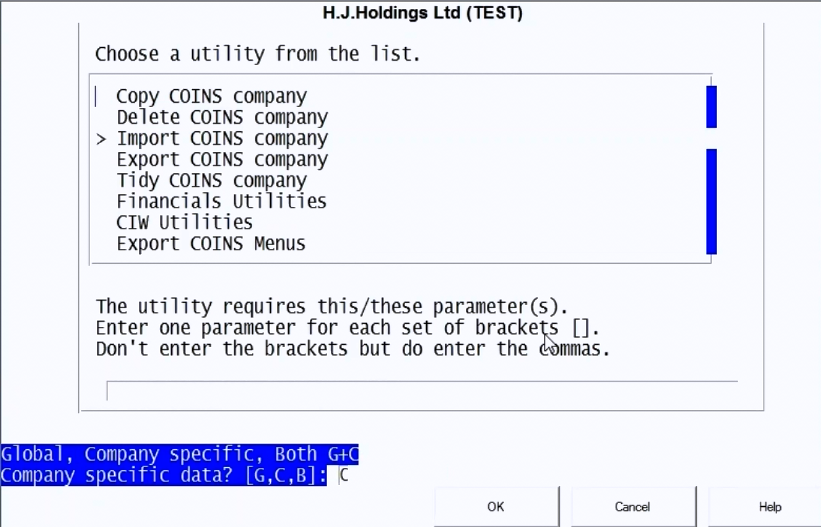 H.J.Holdings Ltd (TEST)
Choose a utility from the list.
Copy COINS company
Delete COINS company
> Import COINS company
Export COINS company
Tidy COINS company
Financials Utilities
CIW Utilities
Export COINS Menus
The utility requires this/these parameter(s).
Enter one parameter for each set of brackets [].
Don't enter the brackets but do enter the commas.
Global, Company specific, Both G+C
Company specific data? [G,C,B]: C
OK Cancel Help